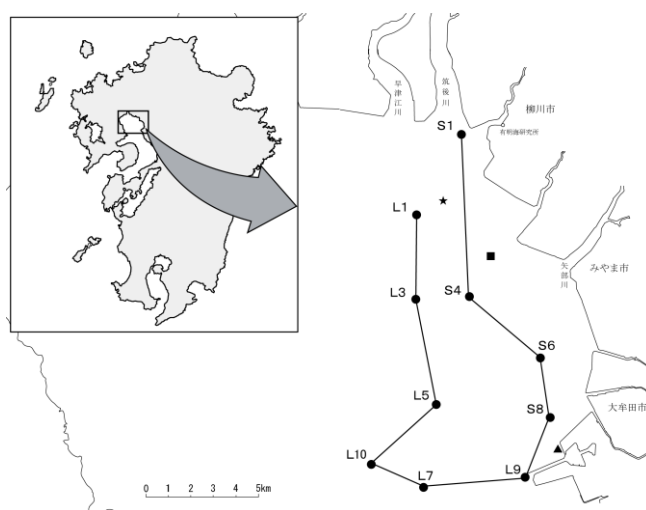 早津江川
筑後川
柳川市
S1
有明海研究所
L1
矢部川
みやま市
S4
L3
S6
L5
S8
大牟田市
L10
L9
L7
0 1 2 3 4 5km